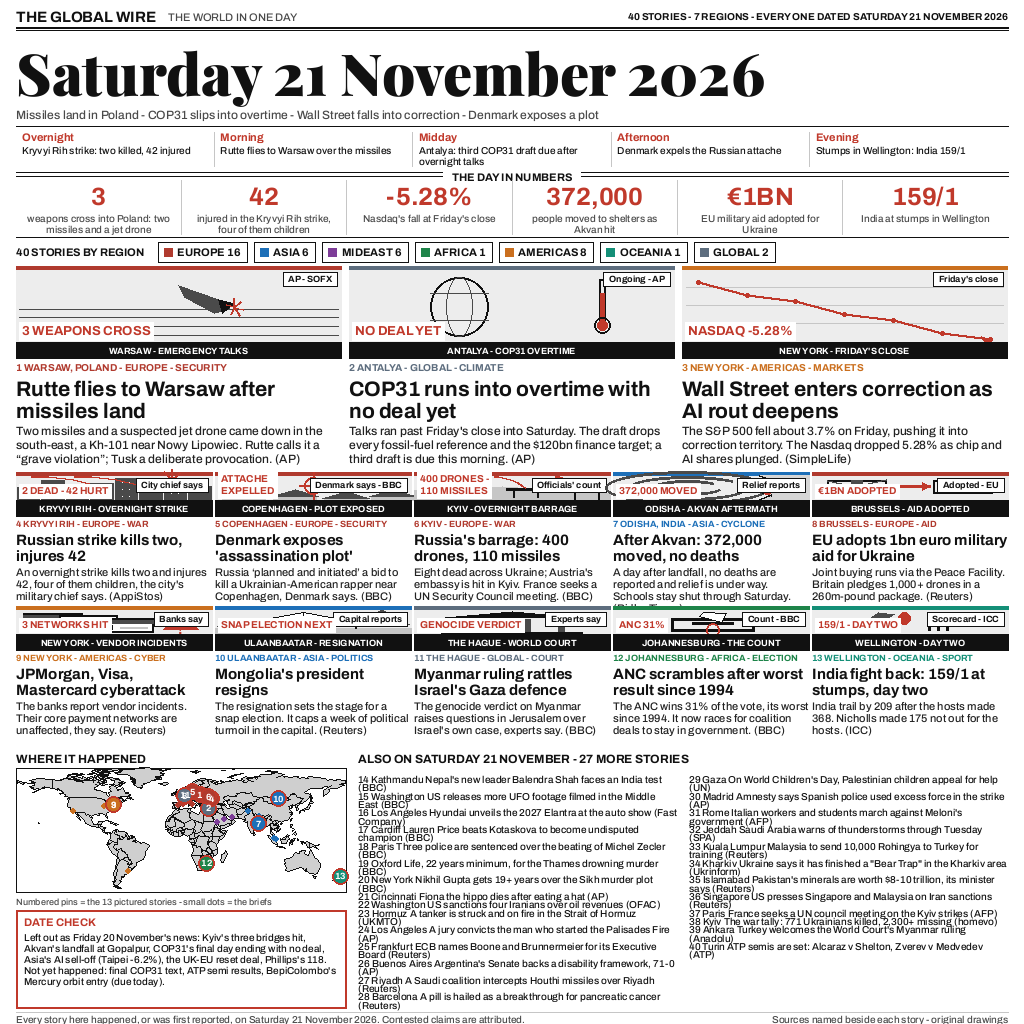 THE GLOBAL WIRE THE WORLD IN ONE DAY
40 STORIES - 7 REGIONS - EVERY ONE DATED SATURDAY 21 NOVEMBER 2026
Saturday 21 November 2026
Missiles land in Poland - COP31 slips into overtime - Wall Street falls into correction - Denmark exposes a plot
Overnight
Kryvyi Rih strike: two killed, 42 injured
Morning
Rutte flies to Warsaw over the missiles
Midday
Antalya: third COP31 draft due after
overnight talks
Afternoon
Denmark expels the Russian attache
Evening
Stumps in Wellington: India 159/1
THE DAY IN NUMBERS
3
weapons cross into Poland: two
missiles and a jet drone
42
injured in the Kryvyi Rih strike,
four of them children
-5.28%
Nasdaq's fall at Friday's close
372,000
people moved to shelters as
Akvan hit
€1BN
EU military aid adopted for
Ukraine
159/1
India at stumps in Wellington
40 STORIES BY REGION
EUROPE 16
ASIA 6
MIDEAST 6
AFRICA 1
AMERICAS 8
OCEANIA 1
GLOBAL 2
AP - SOFX
3 WEAPONS CROSS
WARSAW - EMERGENCY TALKS
1 WARSAW, POLAND - EUROPE - SECURITY
Rutte flies to Warsaw after
missiles land
Two missiles and a suspected jet drone came down in the
south-east, a Kh-101 near Nowy Lipowiec. Rutte calls it a
“grave violation”; Tusk a deliberate provocation. (AP)
Ongoing - AP
NO DEAL YET
ANTALYA - COP31 OVERTIME
2 ANTALYA - GLOBAL - CLIMATE
COP31 runs into overtime with
no deal yet
Talks ran past Friday's close into Saturday. The draft drops
every fossil-fuel reference and the $120bn finance target; a
third draft is due this morning. (AP)
Friday's close
NASDAQ -5.28%
NEW YORK - FRIDAY'S CLOSE
3 NEW YORK - AMERICAS - MARKETS
Wall Street enters correction as
AI rout deepens
The S&P 500 fell about 3.7% on Friday, pushing it into
correction territory. The Nasdaq dropped 5.28% as chip and
AI shares plunged. (SimpleLife)
2 DEAD - 42 HURT
City chief says
KRYVYI RIH - OVERNIGHT STRIKE
4 KRYVYI RIH - EUROPE - WAR
Russian strike kills two,
injures 42
An overnight strike kills two and injures
42, four of them children, the city's
military chief says. (AppiStos)
ATTACHE
EXPELLED
Denmark says - BBC
COPENHAGEN - PLOT EXPOSED
5 COPENHAGEN - EUROPE - SECURITY
Denmark exposes
'assassination plot'
Russia ‘planned and initiated’ a bid to
kill a Ukrainian-American rapper near
Copenhagen, Denmark says. (BBC)
400 DRONES -
110 MISSILES
Officials' count
KYIV - OVERNIGHT BARRAGE
6 KYIV - EUROPE - WAR
Russia's barrage: 400
drones, 110 missiles
Eight dead across Ukraine; Austria's
embassy is hit in Kyiv. France seeks a
UN Security Council meeting. (BBC)
372,000 MOVED
Relief reports
ODISHA - AKVAN AFTERMATH
7 ODISHA, INDIA - ASIA - CYCLONE
After Akvan: 372,000
moved, no deaths
A day after landfall, no deaths are
reported and relief is under way.
Schools stay shut through Saturday.
€1BN ADOPTED
Adopted - EU
BRUSSELS - AID ADOPTED
8 BRUSSELS - EUROPE - AID
EU adopts 1bn euro military
aid for Ukraine
Joint buying runs via the Peace Facility.
Britain pledges 1,000+ drones in a
260m-pound package. (Reuters)
3 NETWORKS HIT
Banks say
NEW YORK - VENDOR INCIDENTS
9 NEW YORK - AMERICAS - CYBER
JPMorgan, Visa,
Mastercard cyberattack
The banks report vendor incidents.
Their core payment networks are
unaffected, they say. (Reuters)
SNAP ELECTION NEXT
Capital reports
ULAANBAATAR - RESIGNATION
10 ULAANBAATAR - ASIA - POLITICS
Mongolia's president
resigns
The resignation sets the stage for a
snap election. It caps a week of political
turmoil in the capital. (Reuters)
GENOCIDE VERDICT
Experts say
THE HAGUE - WORLD COURT
11 THE HAGUE - GLOBAL - COURT
Myanmar ruling rattles
Israel's Gaza defence
The genocide verdict on Myanmar
raises questions in Jerusalem over
Israel's own case, experts say. (BBC)
ANC 31%
Count - BBC
JOHANNESBURG - THE COUNT
12 JOHANNESBURG - AFRICA - ELECTION
ANC scrambles after worst
result since 1994
The ANC wins 31% of the vote, its worst
since 1994. It now races for coalition
deals to stay in government. (BBC)
159/1 - DAY TWO
Scorecard - ICC
WELLINGTON - DAY TWO
13 WELLINGTON - OCEANIA - SPORT
India fight back: 159/1 at
stumps, day two
India trail by 209 after the hosts made
368. Nicholls made 175 not out for the
hosts. (ICC)
WHERE IT HAPPENED
9
5
1
6
2
10
7
12
13
Numbered pins = the 13 pictured stories - small dots = the briefs
DATE CHECK
Left out as Friday 20 November's news: Kyiv's three bridges hit,
Akvan's landfall at Gopalpur, COP31's final day ending with no deal,
Asia's AI sell-off (Taipei -6.2%), the UK-EU reset deal, Phillips's 118.
Not yet happened: final COP31 text, ATP semi results, BepiColombo's
Mercury orbit entry (due today).
ALSO ON SATURDAY 21 NOVEMBER - 27 MORE STORIES
14 Kathmandu Nepal's new leader Balendra Shah faces an India test
(BBC)
15 Washington US releases more UFO footage filmed in the Middle
East (BBC)
16 Los Angeles Hyundai unveils the 2027 Elantra at the auto show (Fast
Company)
17 Cardiff Lauren Price beats Kotaskova to become undisputed
champion (BBC)
18 Paris Three police are sentenced over the beating of Michel Zecler
(BBC)
19 Oxford Life, 22 years minimum, for the Thames drowning murder
(BBC)
20 New York Nikhil Gupta gets 19+ years over the Sikh murder plot
(BBC)
21 Cincinnati Fiona the hippo dies after eating a hat (AP)
22 Washington US sanctions four Iranians over oil revenues (OFAC)
23 Hormuz A tanker is struck and on fire in the Strait of Hormuz
(UKMTO)
24 Los Angeles A jury convicts the man who started the Palisades Fire
(AP)
25 Frankfurt ECB names Boone and Brunnermeier for its Executive
Board (Reuters)
26 Buenos Aires Argentina's Senate backs a disability framework, 71-0
(AP)
27 Riyadh A Saudi coalition intercepts Houthi missiles over Riyadh
(Reuters)
28 Barcelona A pill is hailed as a breakthrough for pancreatic cancer
(Reuters)
29 Gaza On World Children's Day, Palestinian children appeal for help
(UN)
30 Madrid Amnesty says Spanish police used excess force in the strike
(AP)
31 Rome Italian workers and students march against Meloni's
government (AFP)
32 Jeddah Saudi Arabia warns of thunderstorms through Tuesday
(SPA)
33 Kuala Lumpur Malaysia to send 10,000 Rohingya to Turkey for
training (Reuters)
34 Kharkiv Ukraine says it has finished a "Bear Trap" in the Kharkiv area
(Ukrinform)
35 Islamabad Pakistan's minerals are worth $8-10 trillion, its minister
says (Reuters)
36 Singapore US presses Singapore and Malaysia on Iran sanctions
(Reuters)
37 Paris France seeks a UN council meeting on the Kyiv strikes (AFP)
38 Kyiv The war tally: 771 Ukrainians killed, 2,300+ missing (homovo)
39 Ankara Turkey welcomes the World Court's Myanmar ruling
(Anadolu)
40 Turin ATP semis are set: Alcaraz v Shelton, Zverev v Medvedev
(ATP)
Every story here happened, or was first reported, on Saturday 21 November 2026. Contested claims are attributed.
Sources named beside each story - original drawings